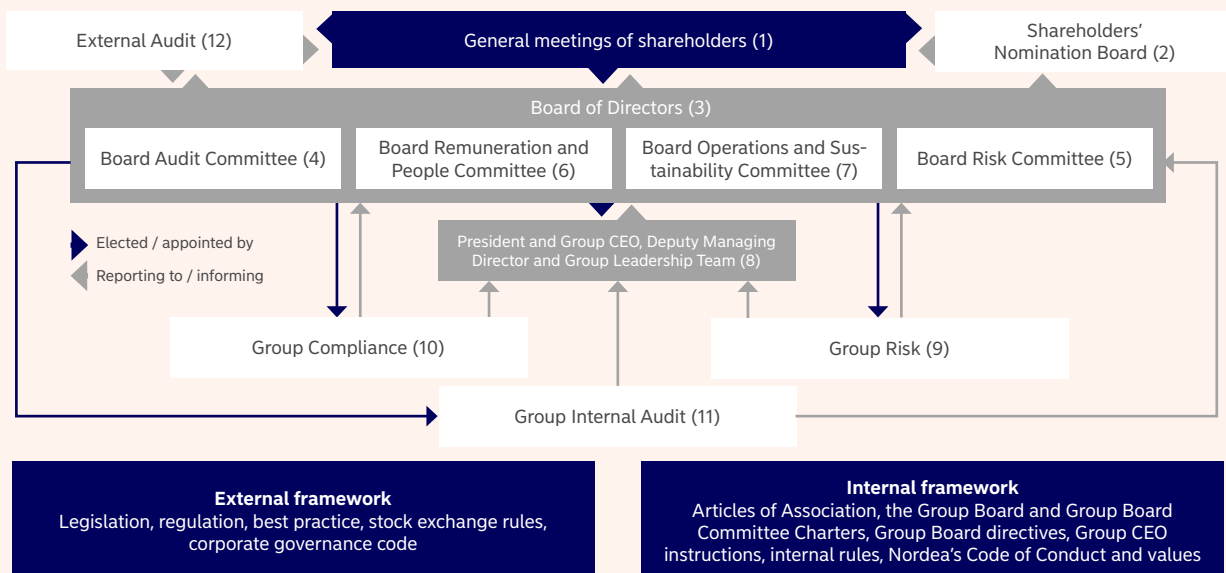 External Audit (12)
General meetings of shareholders (1)
Shareholders’
Nomination Board (2)
Board of Directors (3)
Board Audit Committee (4)
Board Remuneration and
People Committee (6)
Board Operations and Sus-
tainability Committee (7)
Board Risk Committee (5)
Elected / appointed by
Reporting to / informing
President and Group CEO, Deputy Managing
Director and Group Leadership Team (8)
Group Compliance (10)
Group Risk (9)
Group Internal Audit (11)
External framework
Legislation, regulation, best practice, stock exchange rules,
corporate governance code
Internal framework
Articles of Association, the Group Board and Group Board
Committee Charters, Group Board directives, Group CEO
instructions, internal rules, Nordea’s Code of Conduct and values